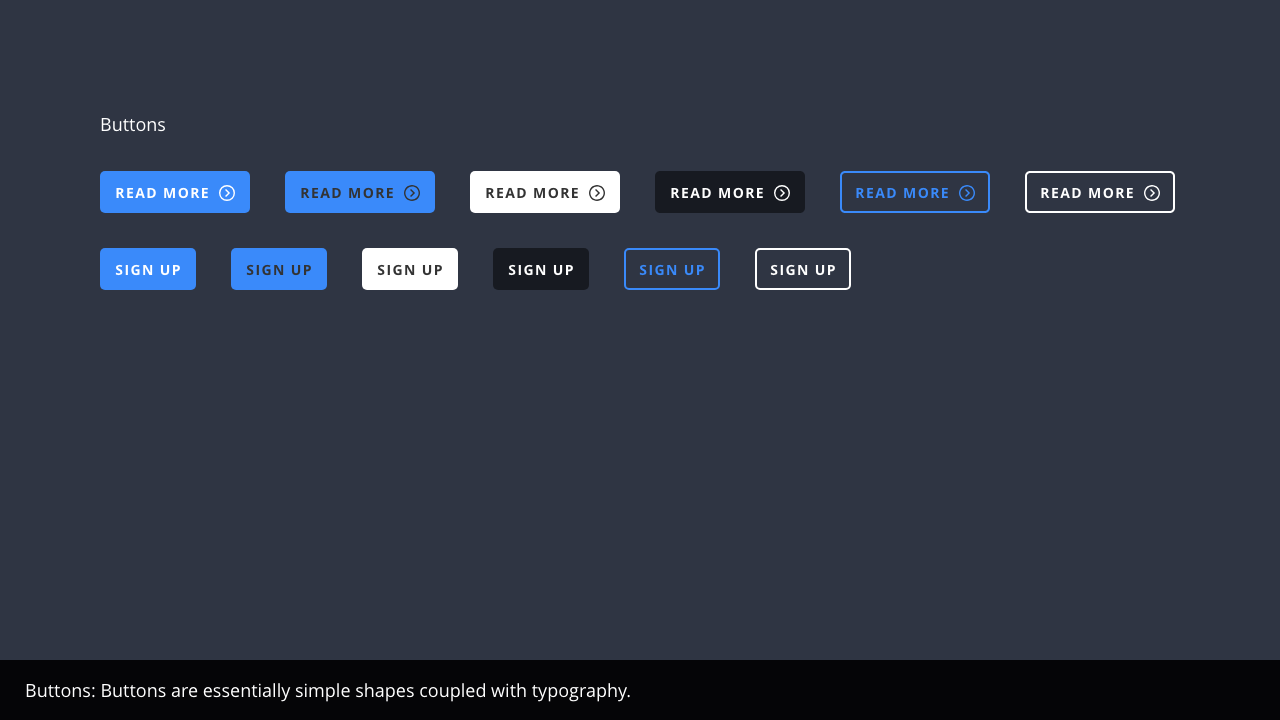 Buttons
READ MORE READ MORE READ MORE READ MORE READ MORE READ MORE
SIGN UP SIGN UP SIGN UP SIGN UP SIGN UP SIGN UP
Buttons: Buttons are essentially simple shapes coupled with typography.